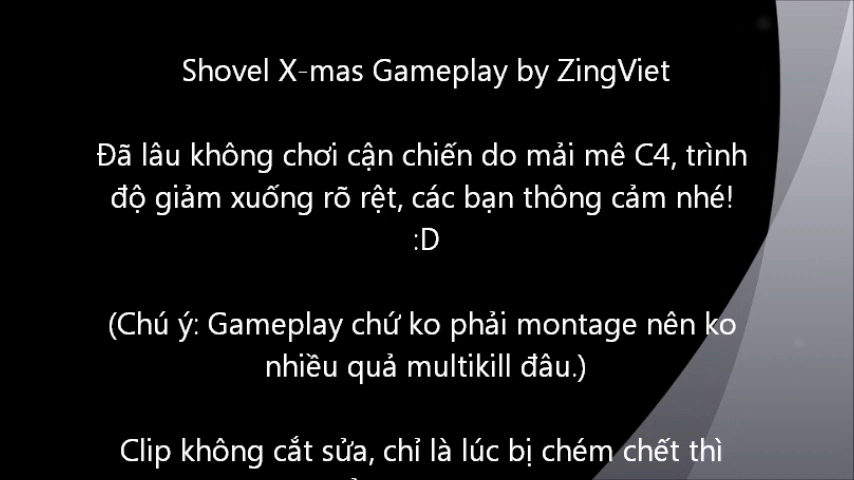 Shovel X-mas Gameplay by ZingViet
Đã lâu không chơi cận chiến do mải mê C4, trình
độ giảm xuống rõ rệt, các bạn thông cảm nhé!
:D
(Chú ý: Gameplay chứ ko phải montage nên ko
nhiều quả multikill đâu.)
Clip không cắt sửa, chỉ là lúc bị chém chết thì